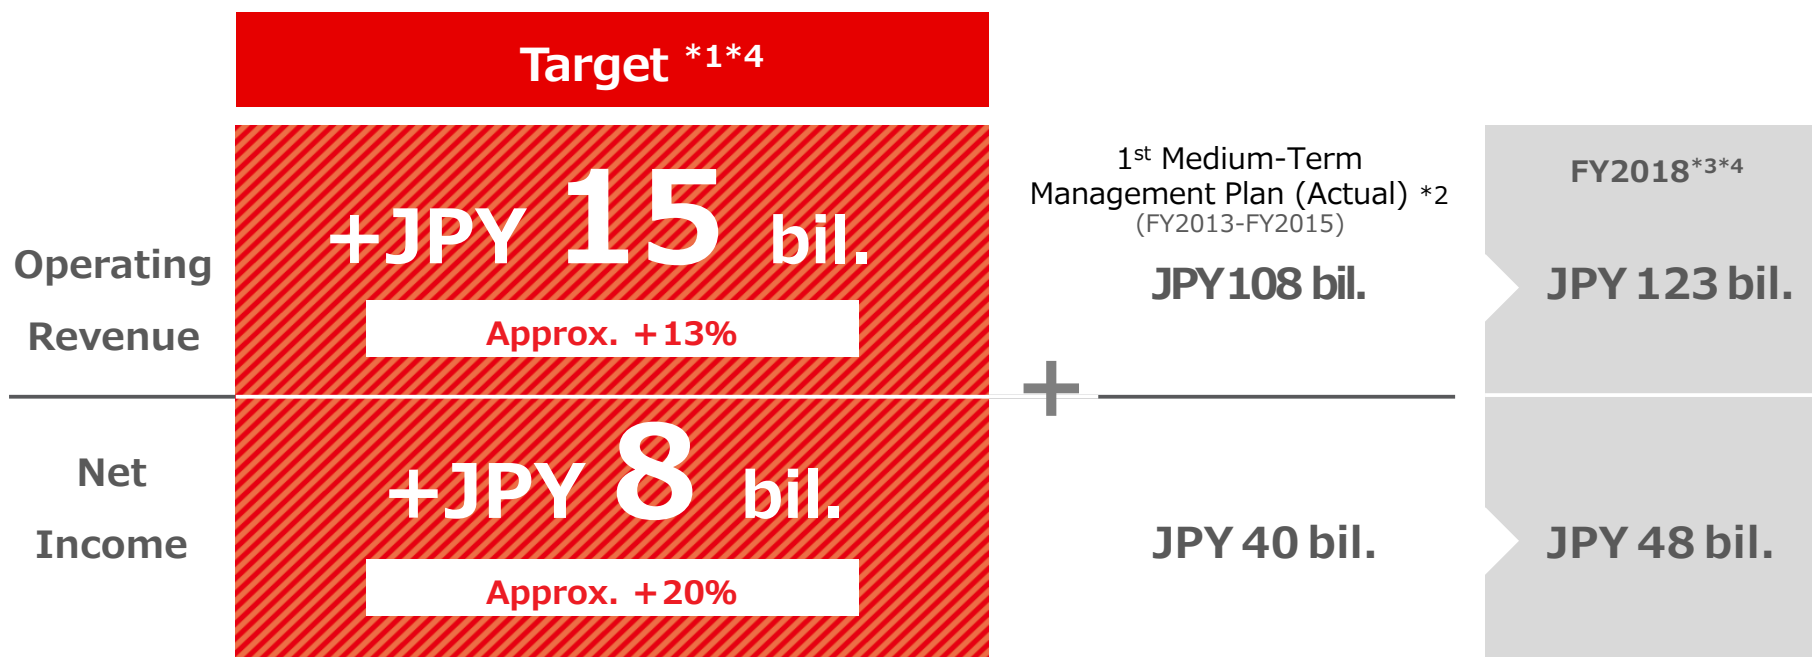 Target *1*4
1st Medium-Term
Management Plan (Actual) *2
(FY2013-FY2015)
FY2018*3*4
Operating
Revenue
+JPY 15 bil.
Approx. +13%
JPY 108 bil.
JPY 123 bil.
+
Net
Income
+JPY 8 bil.
Approx. +20%
JPY 40 bil.
JPY 48 bil.